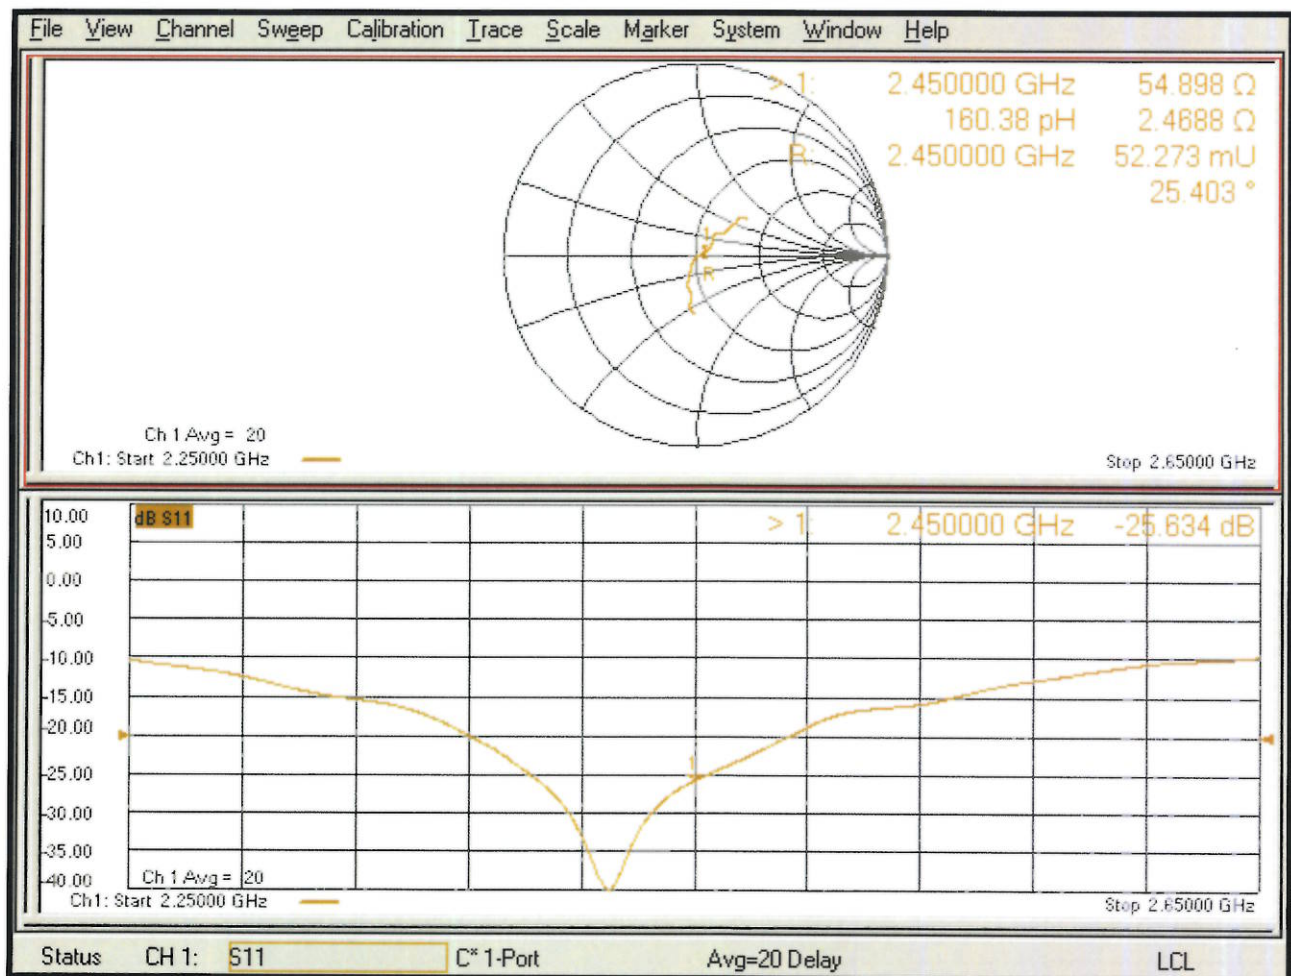 File View Channel Sweep Calibration Trace Scale Marker System Window Help
> 1: 2.450000 GHz 54.898 Ω
160.38 pH 2.4688 Ω
R: 2.450000 GHz 52.273 mU
25.403 °
1
R
Ch 1 Avg = 20
Ch1: Start 2.25000 GHz
Stop 2.65000 GHz
10.00
dB S11
> 1: 2.450000 GHz -25.634 dB
5.00
0.00
-5.00
-10.00
-15.00
-20.00
-25.00
1
-30.00
-35.00
-40.00
Ch 1 Avg = 20
Ch1: Start 2.25000 GHz
Stop 2.65000 GHz
Status CH 1: S11 C* 1-Port Avg=20 Delay LCL